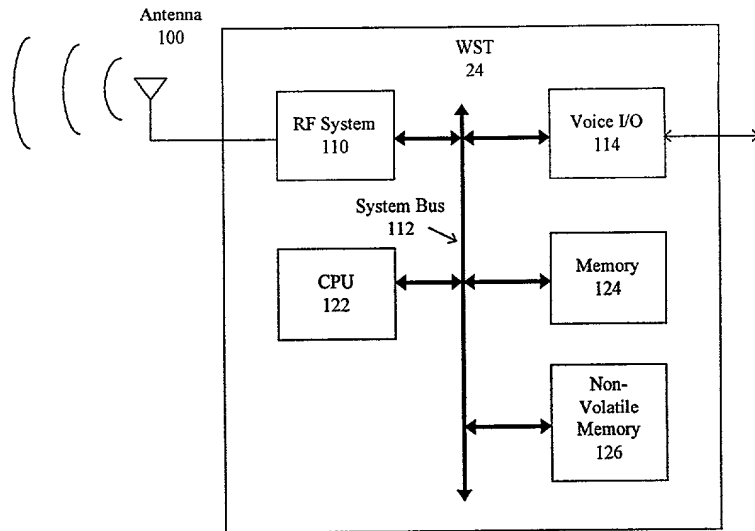 Antenna
100
WST
24
RF System
110
Voice I/O
114
System Bus
112
CPU
122
Memory
124
Non-
Volatile
Memory
126